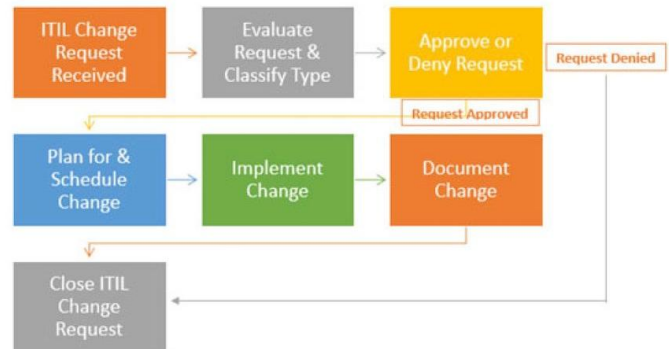 ITIL Change
Request
Received
Evaluate
Request &
Classify Type
Approve or
Deny Request
Request Denied
Request Approved
Plan for &
Schedule
Change
Implement
Change
Document
Change
Close ITIL
Change
Request